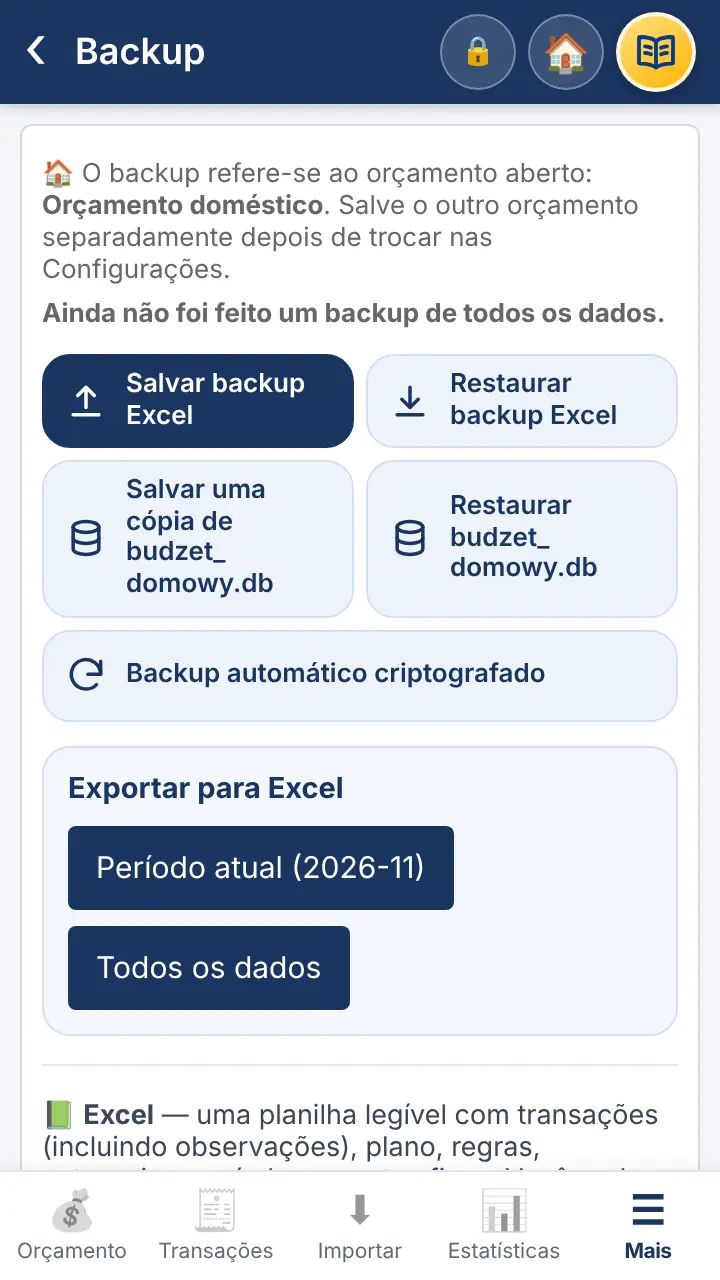 Backup
O backup refere-se ao orçamento aberto:
Orçamento doméstico. Salve o outro orçamento
separadamente depois de trocar nas
Configurações.
Ainda não foi feito um backup de todos os dados.
Salvar backup
Excel
Restaurar
backup Excel
Salvar uma
cópia de
budzet_
domowy.db
Restaurar
budzet_
domowy.db
Backup automático criptografado
Exportar para Excel
Período atual (2026-11)
Todos os dados
Excel — uma planilha legível com transações
(incluindo observações), plano, regras,
Orçamento
Transações
Importar
Estatísticas
Mais